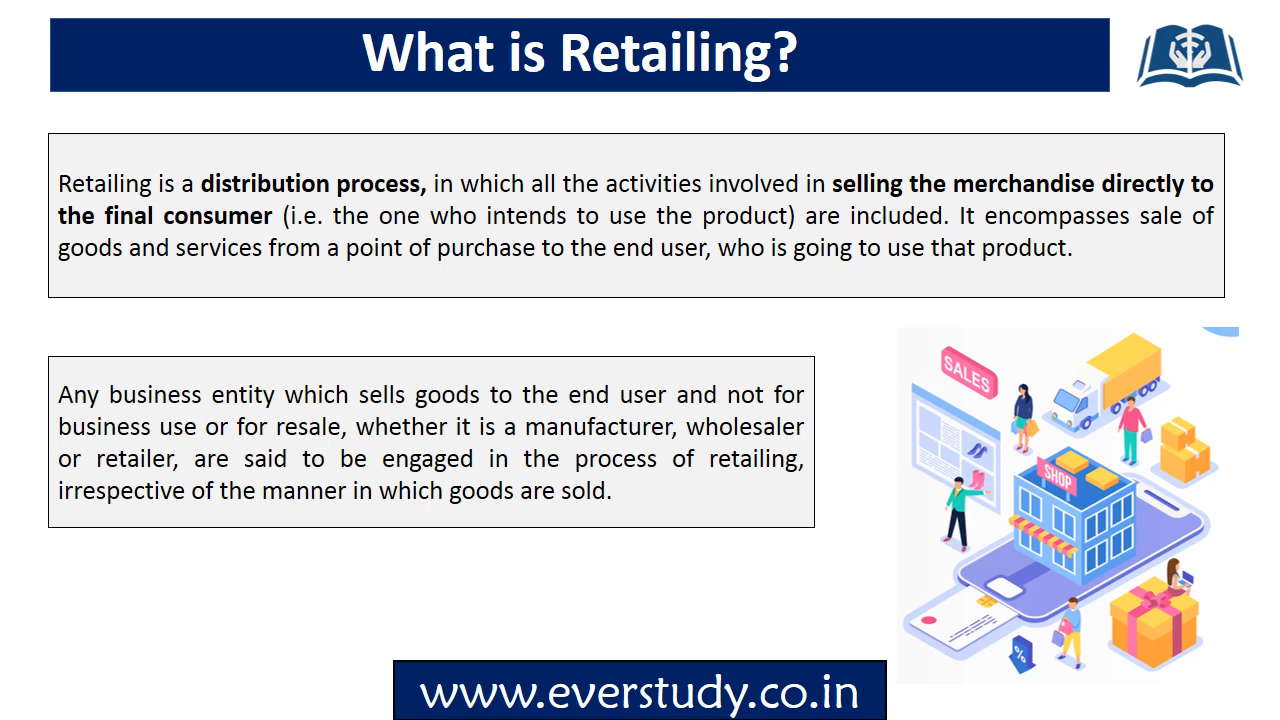 What is Retailing?
Retailing is a distribution process, in which all the activities involved in selling the merchandise directly to
the final consumer (i.e. the one who intends to use the product) are included. It encompasses sale of
goods and services from a point of purchase to the end user, who is going to use that product.
Any business entity which sells goods to the end user and not for
business use or for resale, whether it is a manufacturer, wholesaler
or retailer, are said to be engaged in the process of retailing,
irrespective of the manner in which goods are sold.
SALES
SHOP
%
www.everstudy.co.in